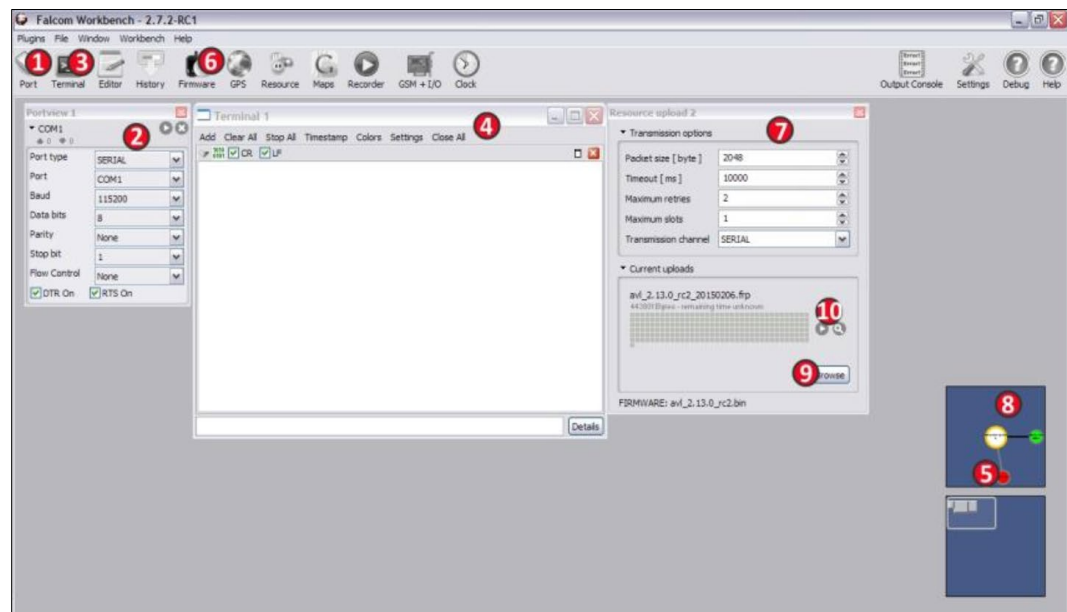 Falcom Workbench - 2.7.2-RC1
Plugins File Window Workbench Help
1 3 6
Port Terminal Editor History Firmware GPS Resource Maps Recorder GSM + I/O Clock Output Console Settings Debug Help
Portview 1
COM1
0 0
2
Port type SERIAL
Port COM1
Baud 115200
Data bits 8
Parity None
Stop bit 1
Flow Control None
DTR On RTS On
Terminal 1
4
Add Clear All Stop All Timestamp Colors Settings Close All
CR LF
Details
Resource upload 2
7
Transmission options
Packet size [ byte ] 2048
Timeout [ ms ] 10000
Maximum retries 2
Maximum slots 1
Transmission channel SERIAL
Current uploads
avl_2.13.0_rc2_20150206.frp
remaining time unknown
10
9
FIRMWARE: avl_2.13.0_rc2.bin
8
5